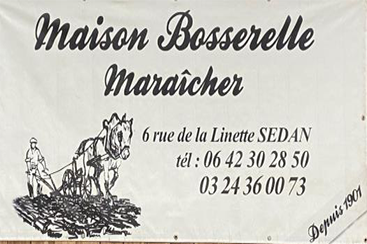 Maison Bosserelle
Maraîcher
6 rue de la Linette SEDAN
tél : 06 42 30 28 50
03 24 36 00 73
Depuis 1901